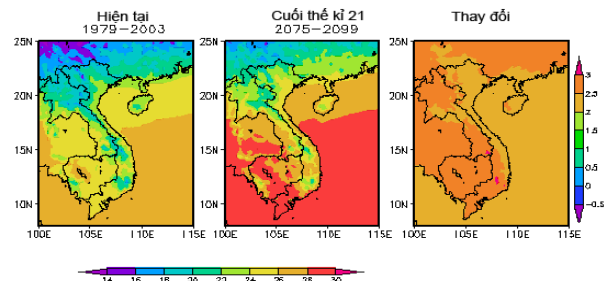 Hiện tại
1979–2003
Cuối thế kỉ 21
2075–2099
Thay đổi
25N
20N
15N
10N
100E 105E 110E 115E
25N
20N
15N
10N
100E 105E 110E 115E
25N
20N
15N
10N
100E 105E 110E 115E
3
2.5
2
1.5
1
0.5
0
-0.5
14 16 18 20 22 24 26 28 30